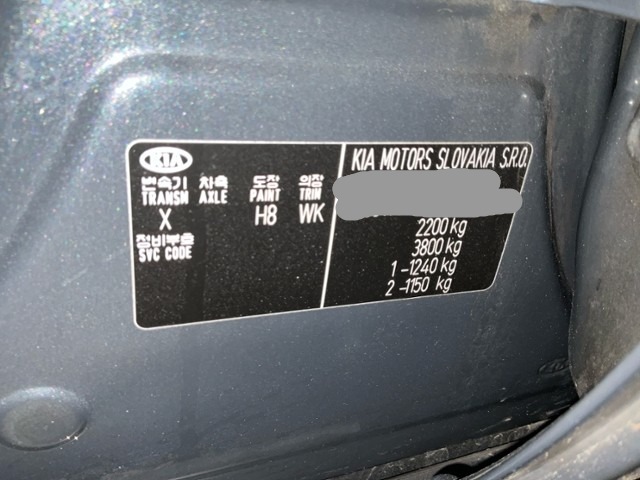 KIA
KIA MOTORS SLOVAKIA S.R.O.
변속기 차축 도장 의장
TRANSM AXLE PAINT TRIM
X H8 WK
정비부호
SVC CODE
2200 kg
3800 kg
1 -1240 kg
2 -1150 kg